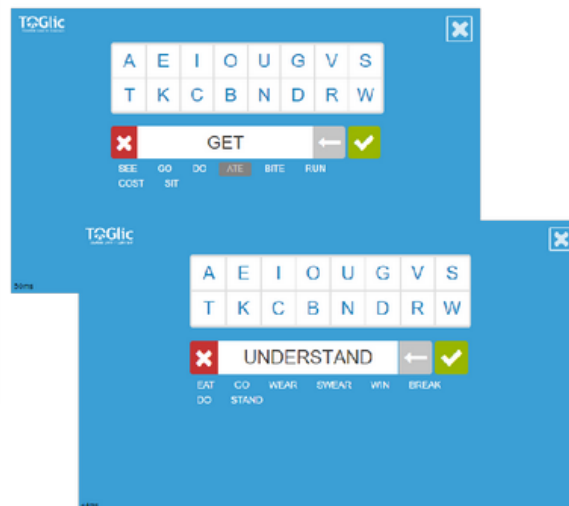 TOGlic
A E I O U G V S
T K C B N D R W
GET
SEE GO DO ATE BITE RUN
COST SIT
50ms
TOGlic
A E I O U G V S
T K C B N D R W
UNDERSTAND
EAT GO WEAR SWEAR WIN BREAK
DO STAND